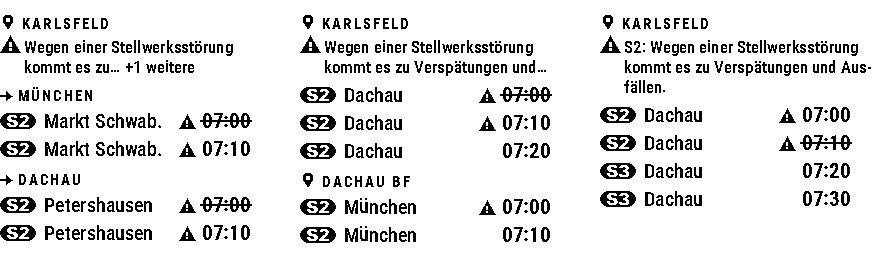 KARLSFELD
Wegen einer Stellwerksstörung
kommt es zu… +1 weitere
→ MÜNCHEN
S2 Markt Schwab. 07:00
S2 Markt Schwab. 07:10
→ DACHAU
S2 Petershausen 07:00
S2 Petershausen 07:10
KARLSFELD
Wegen einer Stellwerksstörung
kommt es zu Verspätungen und…
S2 Dachau 07:00
S2 Dachau 07:10
S2 Dachau 07:20
DACHAU BF
S2 München 07:00
S2 München 07:10
KARLSFELD
S2: Wegen einer Stellwerksstörung
kommt es zu Verspätungen und Aus-
fällen.
S2 Dachau 07:00
S2 Dachau 07:10
S3 Dachau 07:20
S3 Dachau 07:30